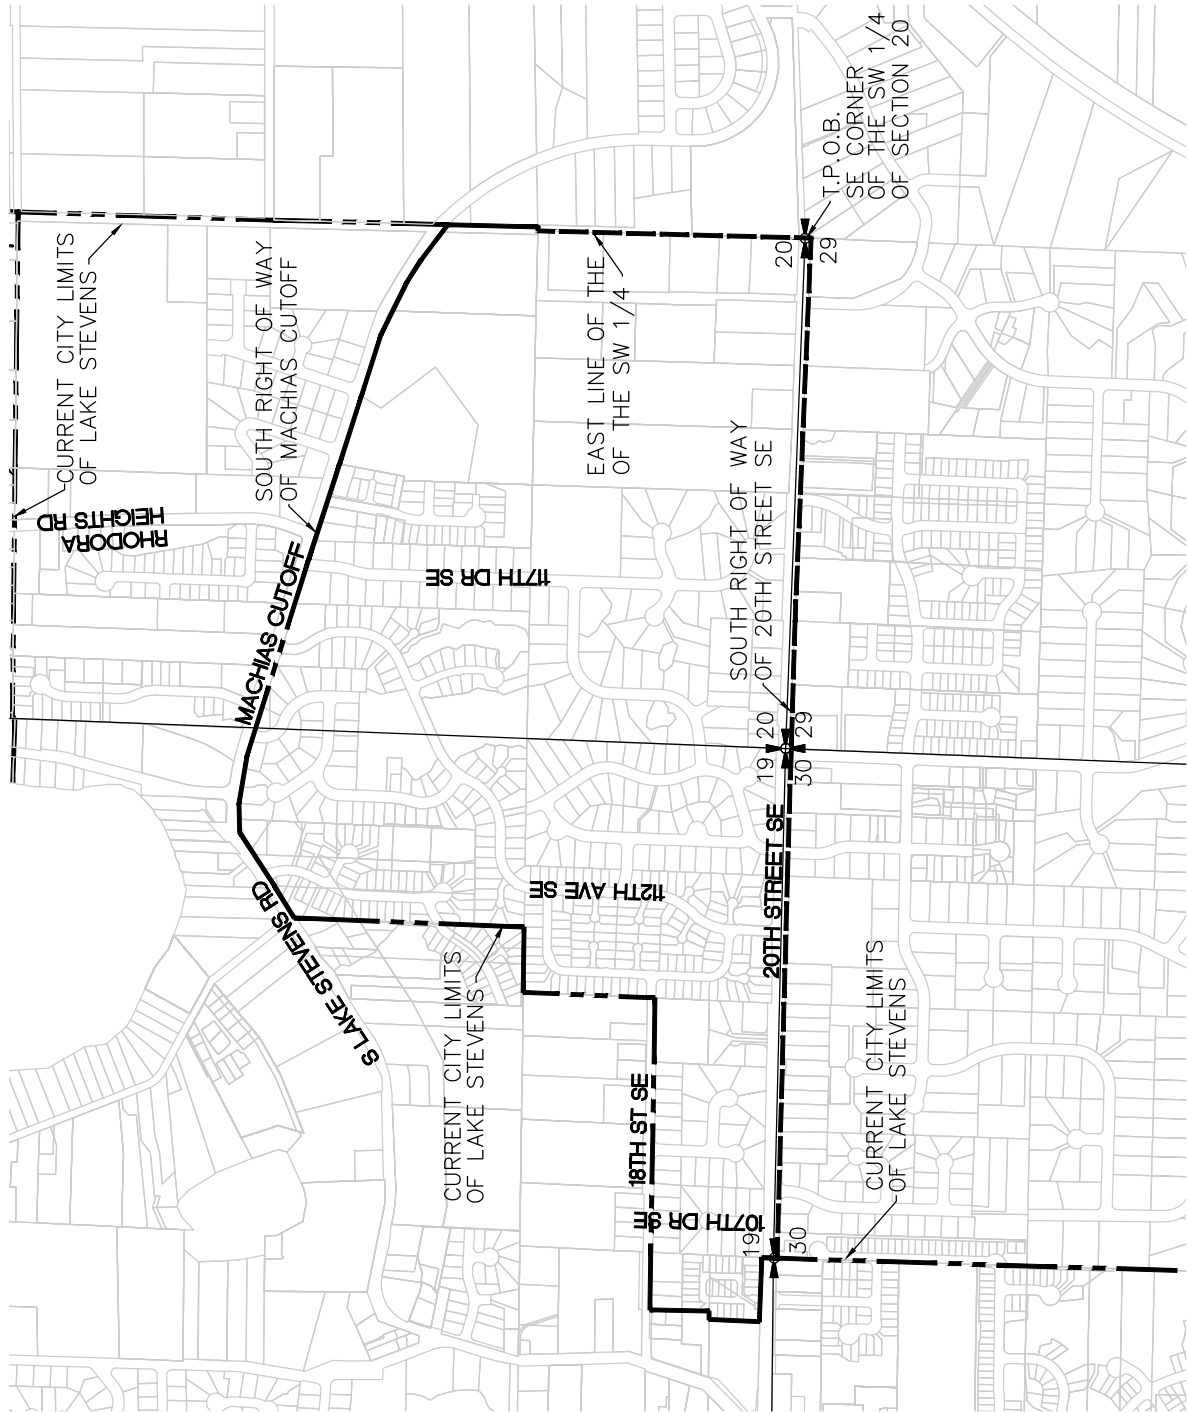 CURRENT CITY LIMITS
OF LAKE STEVENS
RHODORA
HEIGHTS RD
SOUTH RIGHT OF WAY
OF MACHIAS CUTOFF
MACHIAS CUTOFF
117TH DR SE
EAST LINE OF THE
OF THE SW 1/4
T.P.O.B.
SE CORNER
OF THE SW 1/4
OF SECTION 20
20
29
SOUTH RIGHT OF WAY
OF 20TH STREET SE
19
20
30
29
S LAKE STEVENS RD
112TH AVE SE
20TH STREET SE
CURRENT CITY LIMITS
OF LAKE STEVENS
18TH ST SE
107TH DR SE
19
30
CURRENT CITY LIMITS
OF LAKE STEVENS